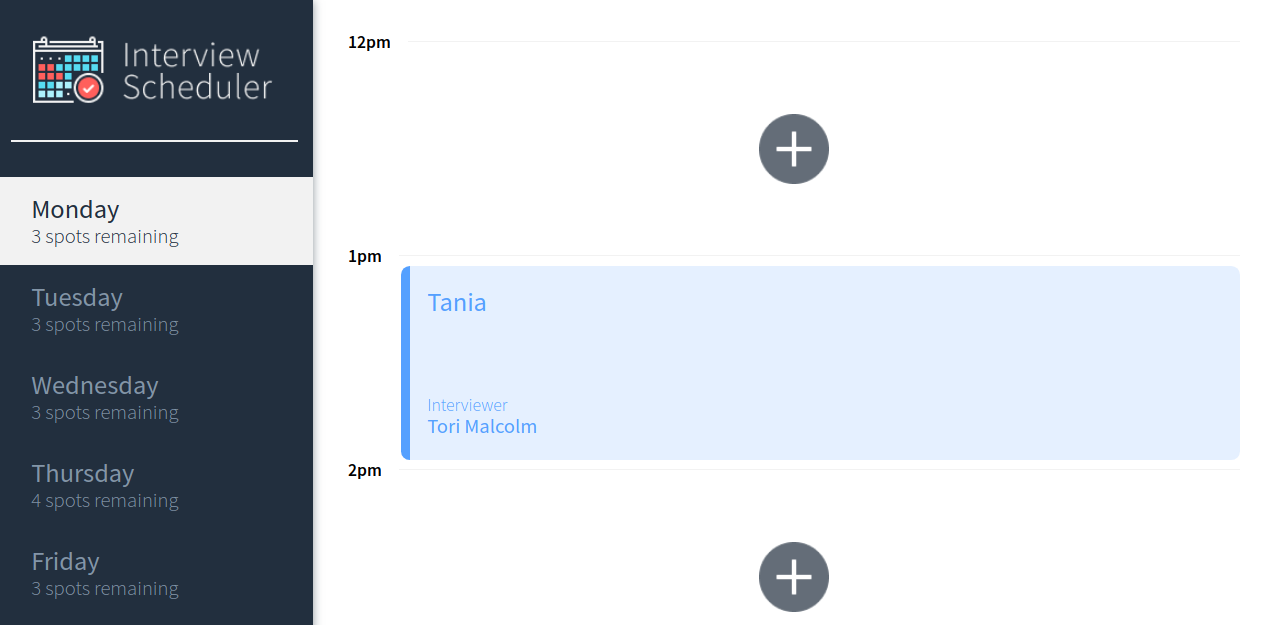 Interview
Scheduler
Monday
3 spots remaining
Tuesday
3 spots remaining
Wednesday
3 spots remaining
Thursday
4 spots remaining
Friday
3 spots remaining
12pm
1pm
Tania
Interviewer
Tori Malcolm
2pm